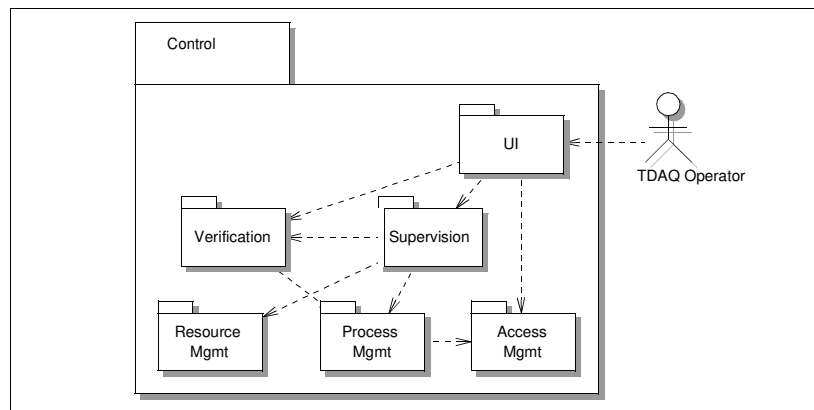 Control
UI
TDAQ Operator
Verification
Supervision
Resource
Mgmt
Process
Mgmt
Access
Mgmt